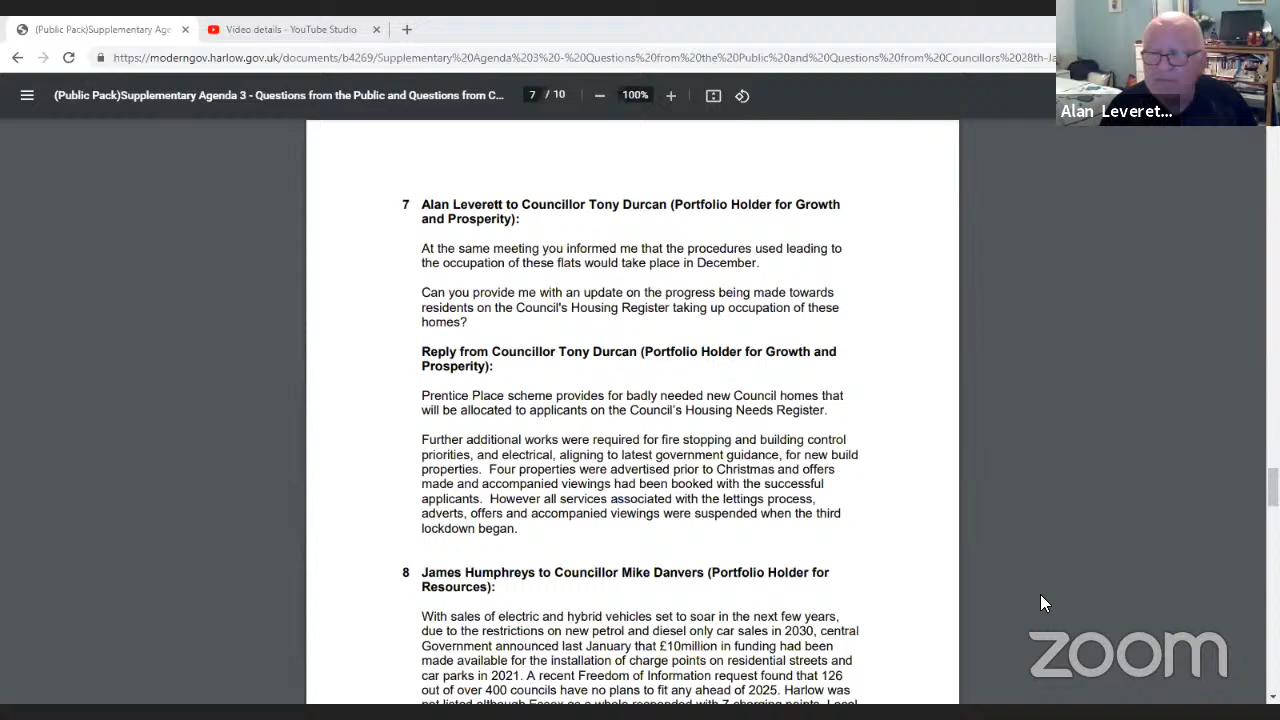 (Public Pack)Supplementary Age
Video details - YouTube Studio
https://moderngov.harlow.gov.uk/documents/b4269/Supplementary%20Agenda%203%20-%20Questions%20from%20the%20Public%20and%20Questions%20from%20Councillors%2028th-Ja
(Public Pack)Supplementary Agenda 3 - Questions from the Public and Questions from C...
7 / 10
100%
Alan Leveret...
7 Alan Leverett to Councillor Tony Durcan (Portfolio Holder for Growth
and Prosperity):
At the same meeting you informed me that the procedures used leading to
the occupation of these flats would take place in December.
Can you provide me with an update on the progress being made towards
residents on the Council's Housing Register taking up occupation of these
homes?
Reply from Councillor Tony Durcan (Portfolio Holder for Growth and
Prosperity):
Prentice Place scheme provides for badly needed new Council homes that
will be allocated to applicants on the Council's Housing Needs Register.
Further additional works were required for fire stopping and building control
priorities, and electrical, aligning to latest government guidance, for new build
properties. Four properties were advertised prior to Christmas and offers
made and accompanied viewings had been booked with the successful
applicants. However all services associated with the lettings process,
adverts, offers and accompanied viewings were suspended when the third
lockdown began.
8 James Humphreys to Councillor Mike Danvers (Portfolio Holder for
Resources):
With sales of electric and hybrid vehicles set to soar in the next few years,
due to the restrictions on new petrol and diesel only car sales in 2030, central
Government announced last January that £10million in funding had been
made available for the installation of charge points on residential streets and
car parks in 2021. A recent Freedom of Information request found that 126
out of over 400 councils have no plans to fit any ahead of 2025. Harlow was
not listed although Essex as a whole responded with 7 charging points. Local
zoom